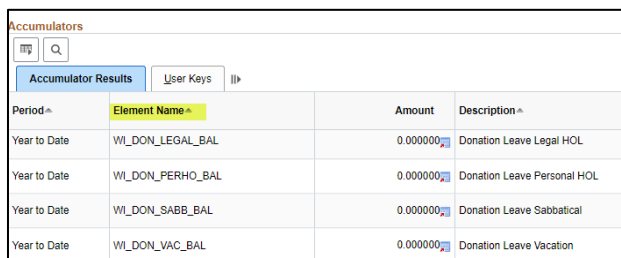 Accumulators
Accumulator Results User Keys
Period Element Name Amount Description
Year to Date WI_DON_LEGAL_BAL 0.000000 Donation Leave Legal HOL
Year to Date WI_DON_PERHO_BAL 0.000000 Donation Leave Personal HOL
Year to Date WI_DON_SABB_BAL 0.000000 Donation Leave Sabbatical
Year to Date WI_DON_VAC_BAL 0.000000 Donation Leave Vacation